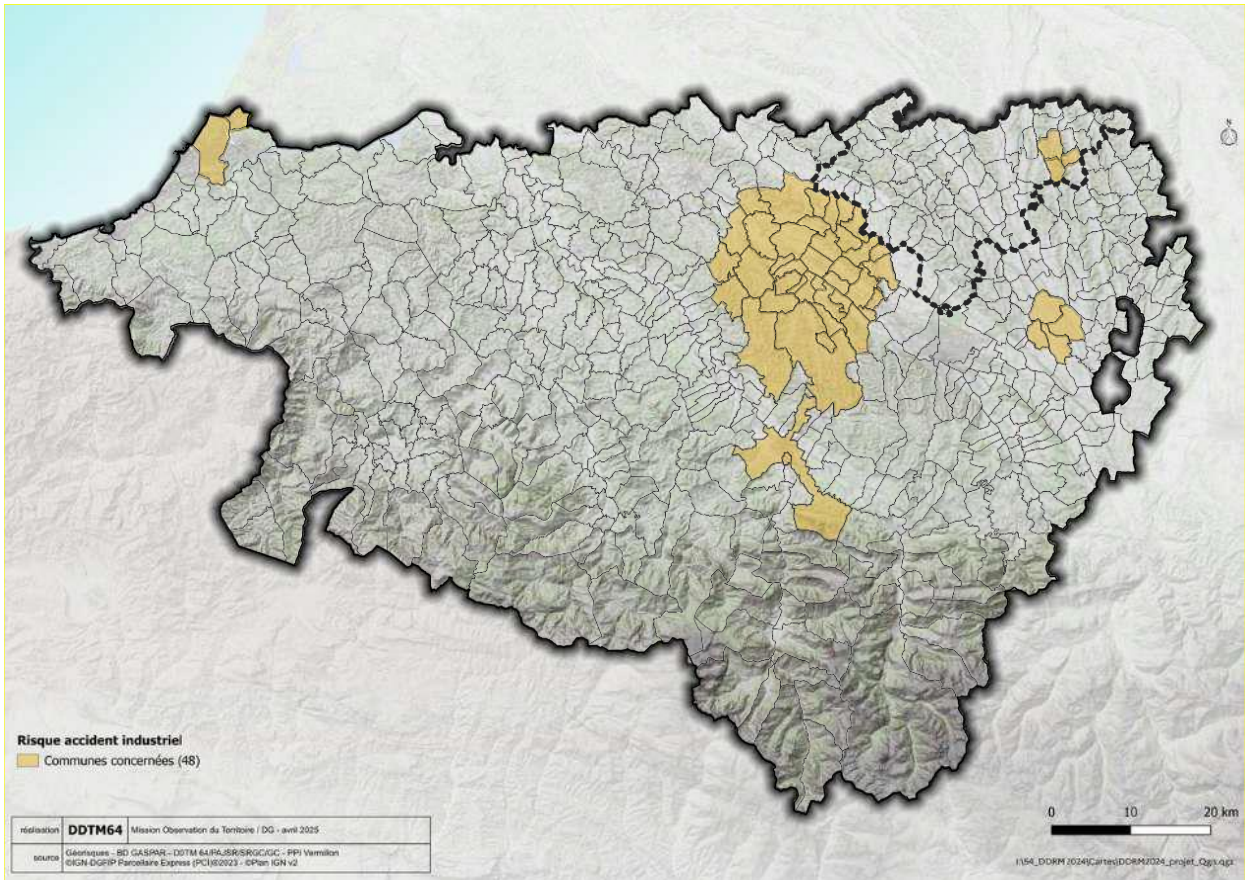 N
Risque accident industriel
Communes concernées (48)
0 10 20 km
réalisation DDTM64 Mission Observation du Territoire / DG - avril 2025
source Géorisques - BD GASPAR - DDTM 64/PAJSR/SRGC/GC - PPI Vermilion
©IGN-DGFIP Parcellaire Express (PCI)@2023 - ©Plan IGN v2